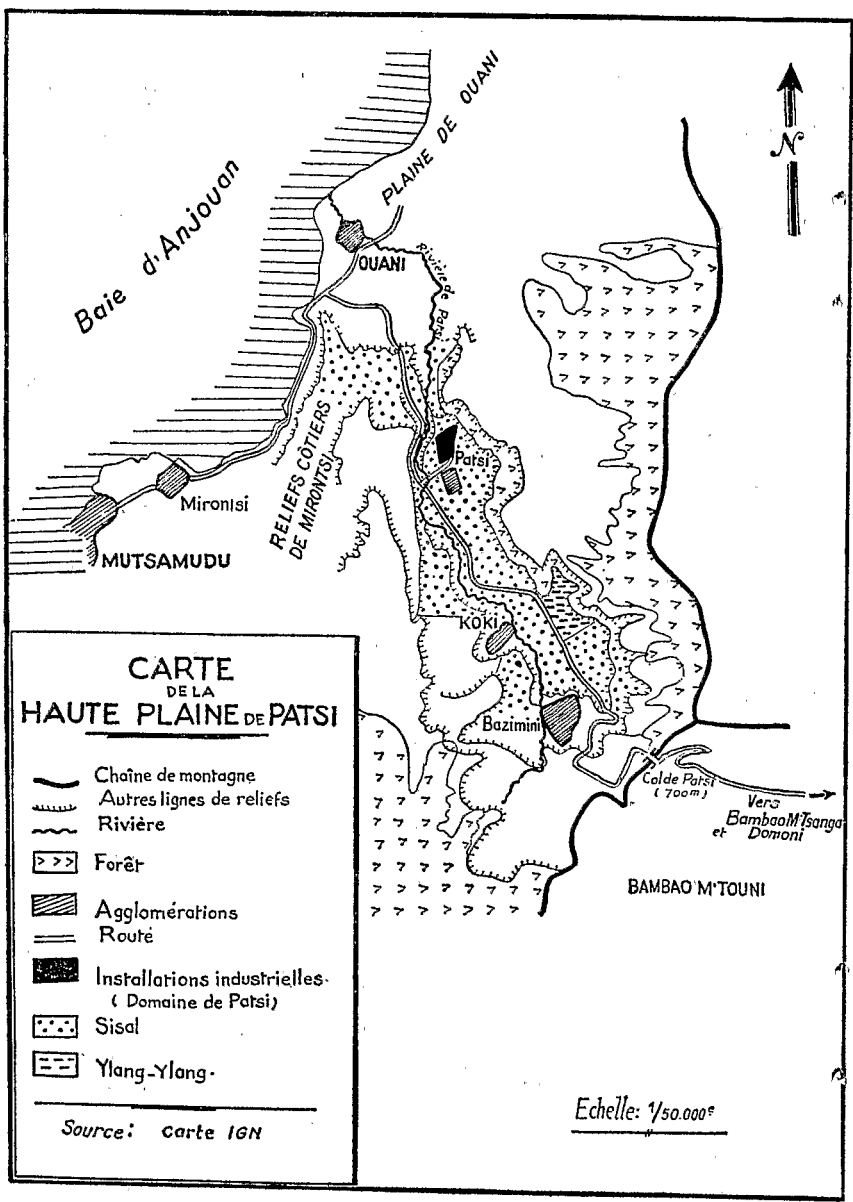 PLAINE DE OUANI
N
Baie d'Anjouan
OUANI
Rivière de Patsi
RELIEFS CÔTIERS
DE MIRONTSI
Patsi
Mironlsi
MUTSAMUDU
KOKI
Bazimini
Col de Patsi
(700m)
Vers
Bambao M'Tsanga
et Domoni
BAMBAO M'TOUNI
CARTE
DE LA
HAUTE PLAINE DE PATSI
Chaîne de montagne
Autres lignes de reliefs
Rivière
Forêt
Agglomérations
Route
Installations industrielles.
( Domaine de Patsi)
Sisal
Ylang-Ylang.
Source: Carte IGN
Echelle: 1/50.000e